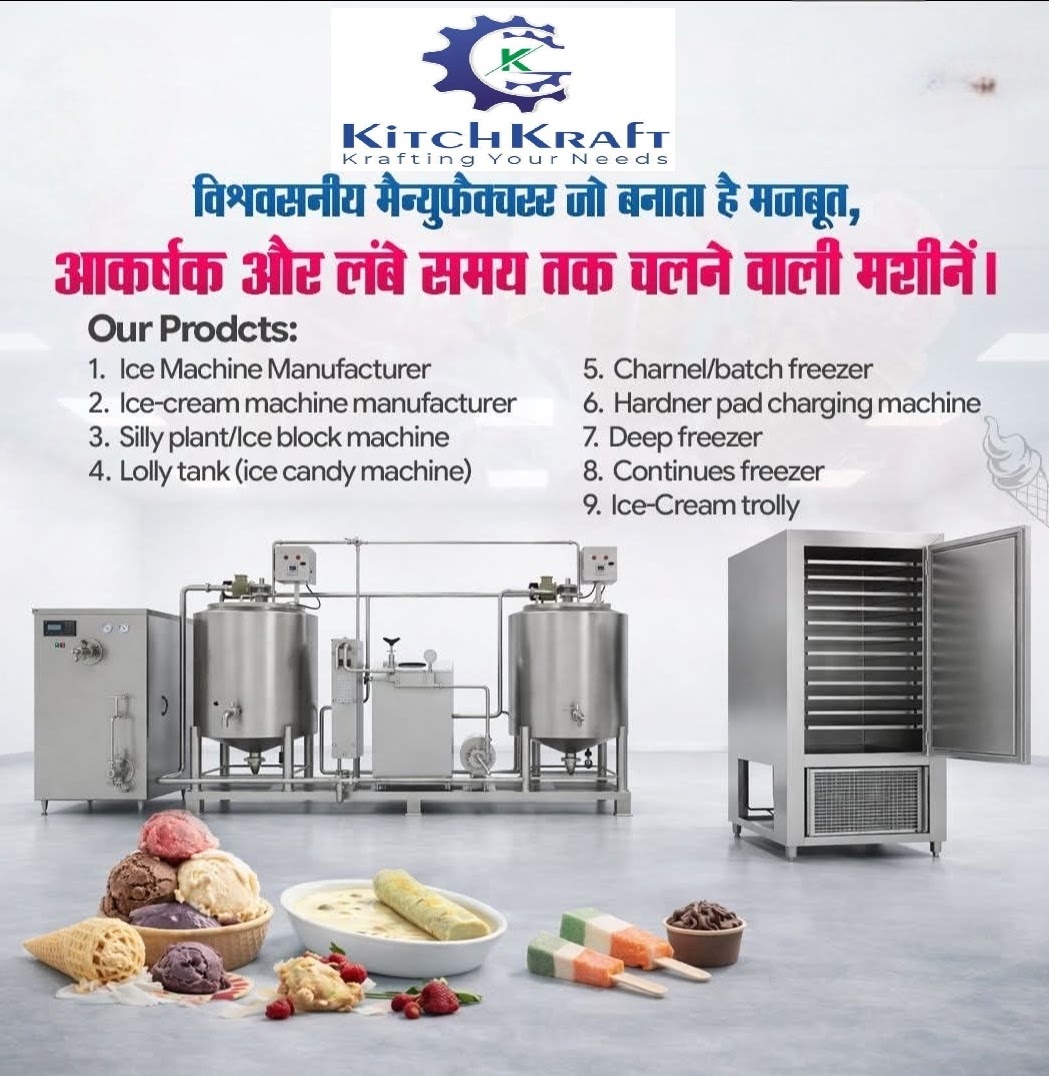 K
KITCHKRAFT
Krafting Your Needs
विश्वसनीय मैन्युफैक्चरर जो बनाता है मजबूत,
आकर्षक और लंबे समय तक चलने वाली मशीनें।
Our Prodcts:
1. Ice Machine Manufacturer
2. Ice-cream machine manufacturer
3. Silly plant/Ice block machine
4. Lolly tank (ice candy machine)
5. Charnel/batch freezer
6. Hardner pad charging machine
7. Deep freezer
8. Continues freezer
9. Ice-Cream trolly